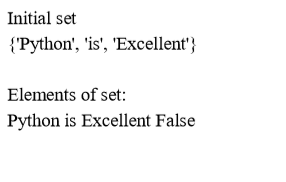 Initial set
{'Python', 'is', 'Excellent'}
Elements of set:
Python is Excellent False